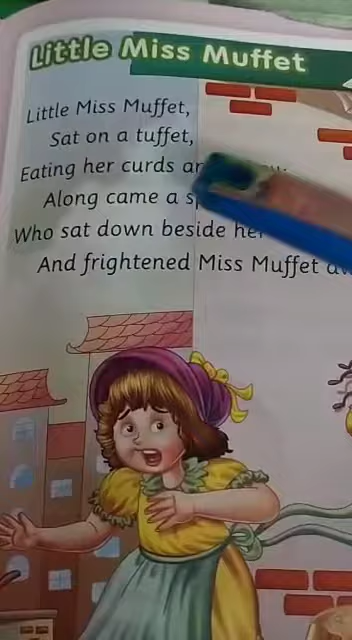 Little Miss Muffet
Little Miss Muffet,
Sat on a tuffet,
Eating her curds
Along came a
Who sat down beside
And frightened Miss Muffet